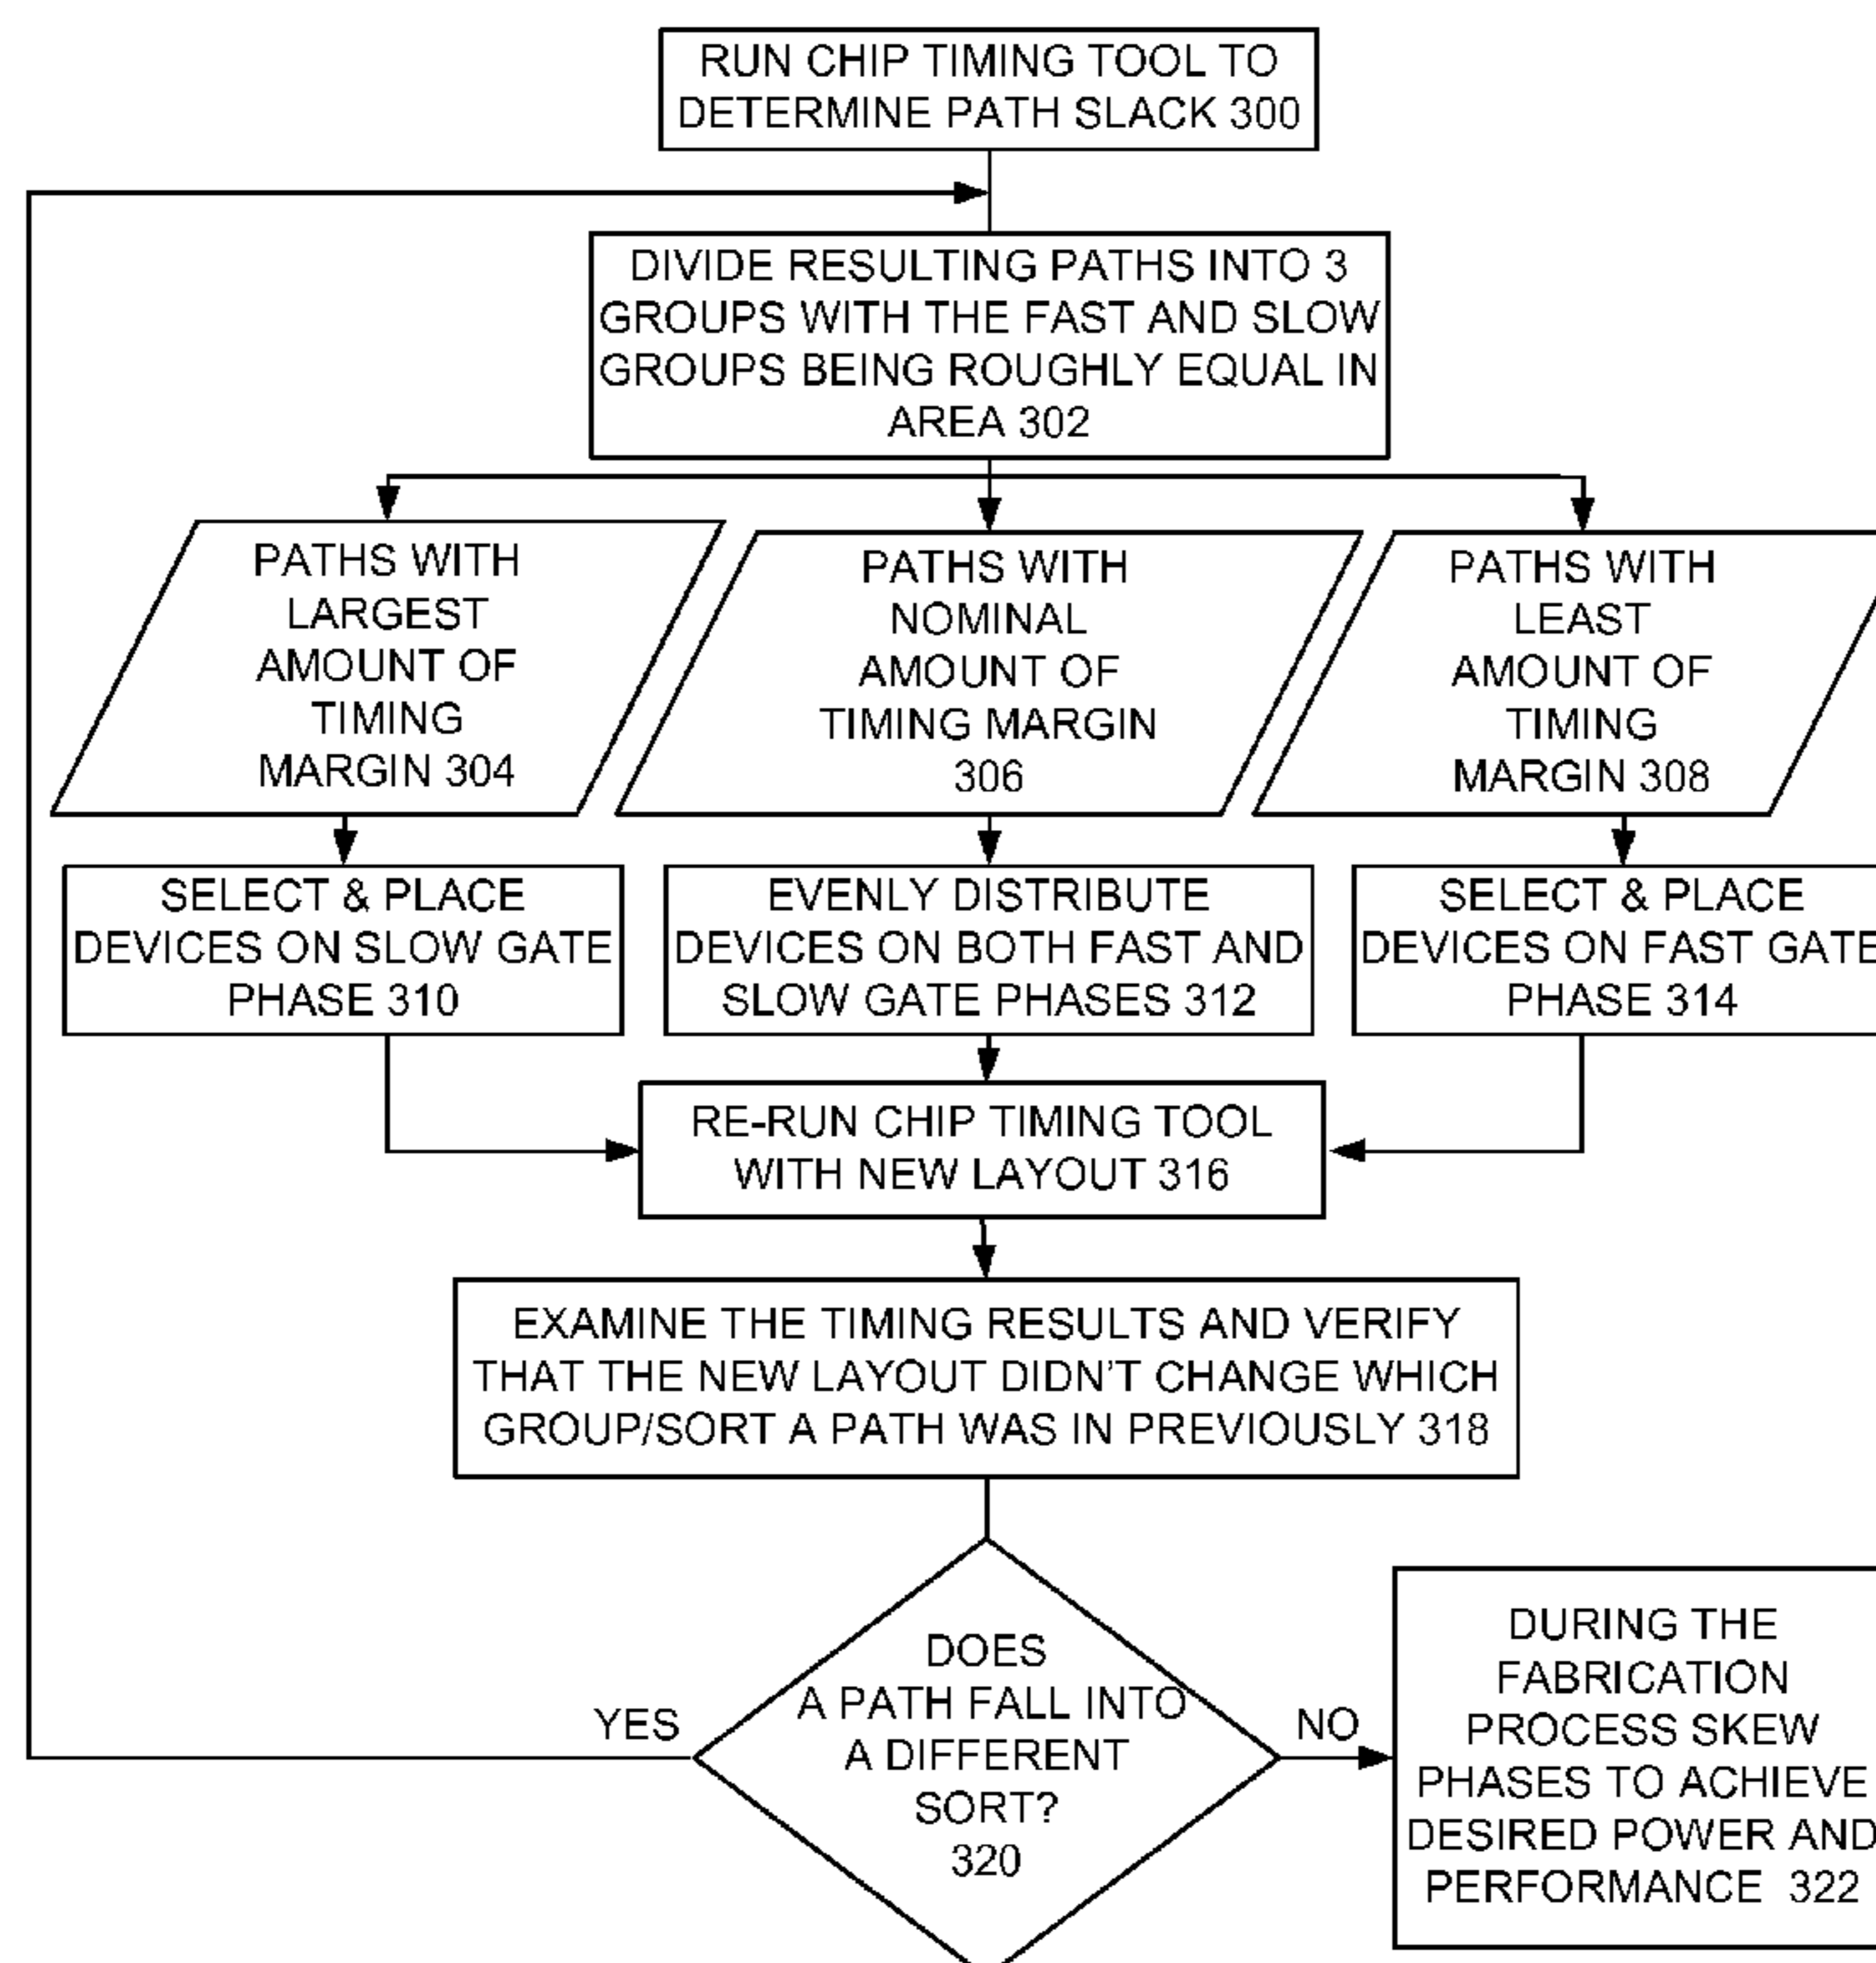 RUN CHIP TIMING TOOL TO
DETERMINE PATH SLACK 300
DIVIDE RESULTING PATHS INTO 3
GROUPS WITH THE FAST AND SLOW
GROUPS BEING ROUGHLY EQUAL IN
AREA 302
PATHS WITH
LARGEST
AMOUNT OF
TIMING
MARGIN 304
PATHS WITH
NOMINAL
AMOUNT OF
TIMING MARGIN
306
PATHS WITH
LEAST
AMOUNT OF
TIMING
MARGIN 308
SELECT & PLACE
DEVICES ON SLOW GATE
PHASE 310
EVENLY DISTRIBUTE
DEVICES ON BOTH FAST AND
SLOW GATE PHASES 312
SELECT & PLACE
DEVICES ON FAST GATE
PHASE 314
RE-RUN CHIP TIMING TOOL
WITH NEW LAYOUT 316
EXAMINE THE TIMING RESULTS AND VERIFY
THAT THE NEW LAYOUT DIDN'T CHANGE WHICH
GROUP/SORT A PATH WAS IN PREVIOUSLY 318
DOES
A PATH FALL INTO
A DIFFERENT
SORT?
320
YES
NO
DURING THE
FABRICATION
PROCESS SKEW
PHASES TO ACHIEVE
DESIRED POWER AND
PERFORMANCE 322